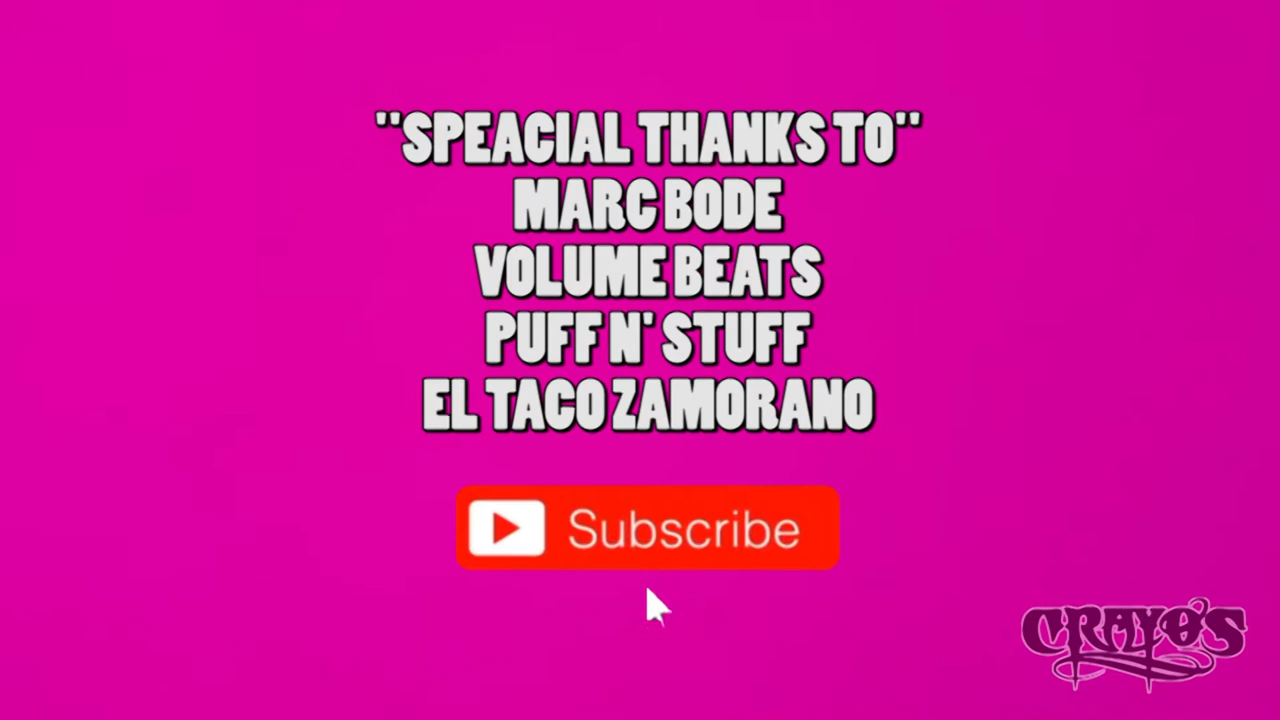 "SPEACIAL THANKS TO"
MARC BODE
VOLUME BEATS
PUFF N' STUFF
EL TACO ZAMORANO
Subscribe
CRAYO'S